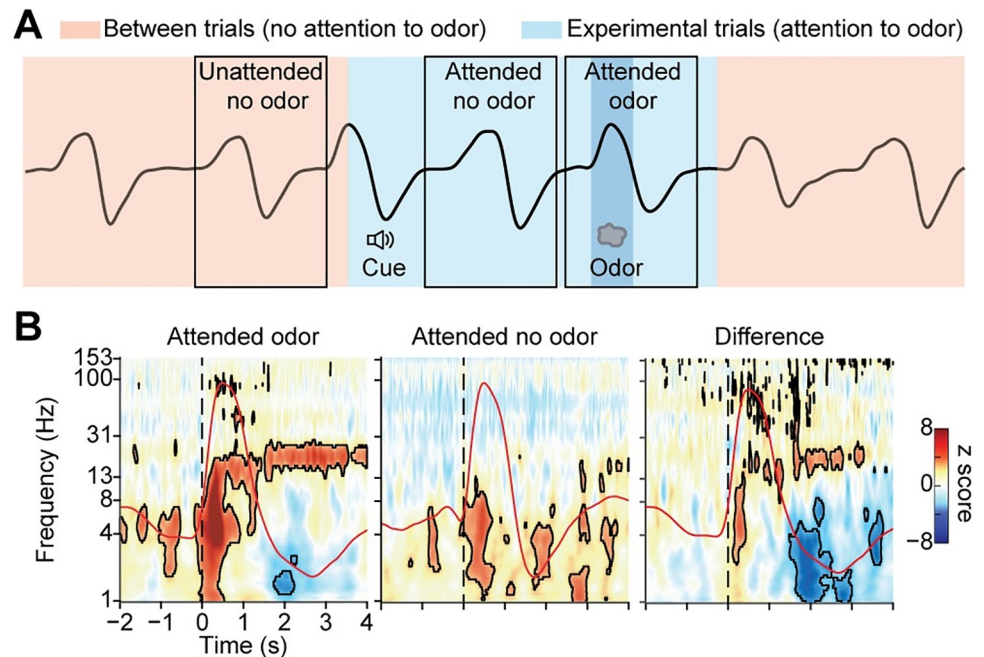 A
Between trials (no attention to odor)
Experimental trials (attention to odor)
Unattended
no odor
Attended
no odor
Attended
odor
Cue
Odor
B
Attended odor
Attended no odor
Difference
153
100
31
13
8
4
1
Frequency (Hz)
−2 −1 0 1 2 3 4
Time (s)
8
0
−8
z score